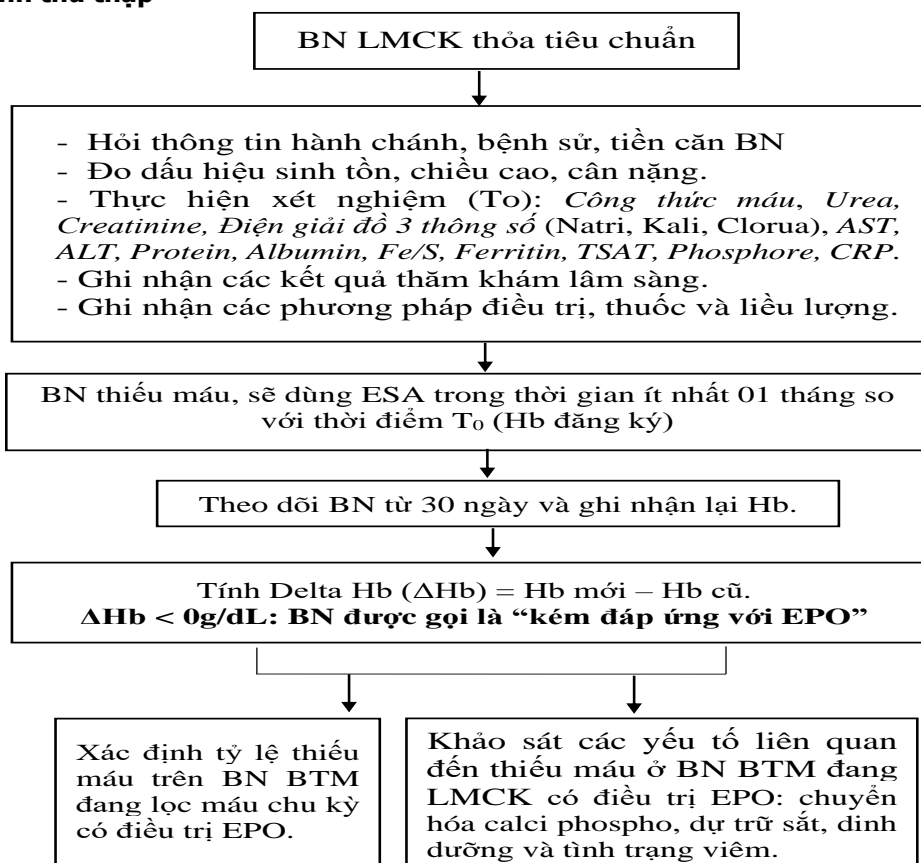 BN LMCK thỏa tiêu chuẩn
- Hỏi thông tin hành chánh, bệnh sử, tiền căn BN
- Đo dấu hiệu sinh tồn, chiều cao, cân nặng.
- Thực hiện xét nghiệm (To): Công thức máu, Urea,
Creatinine, Điện giải đồ 3 thông số (Natri, Kali, Clorua), AST,
ALT, Protein, Albumin, Fe/S, Ferritin, TSAT, Phosphore, CRP.
- Ghi nhận các kết quả thăm khám lâm sàng.
- Ghi nhận các phương pháp điều trị, thuốc và liều lượng.
BN thiếu máu, sẽ dùng ESA trong thời gian ít nhất 01 tháng so
với thời điểm T₀ (Hb đăng ký)
Theo dõi BN từ 30 ngày và ghi nhận lại Hb.
Tính Delta Hb (ΔHb) = Hb mới – Hb cũ.
ΔHb < 0g/dL: BN được gọi là “kém đáp ứng với EPO”
Xác định tỷ lệ thiếu
máu trên BN BTM
đang lọc máu chu kỳ
có điều trị EPO.
Khảo sát các yếu tố liên quan
đến thiếu máu ở BN BTM đang
LMCK có điều trị EPO: chuyển
hóa calci phospho, dự trữ sắt, dinh
dưỡng và tình trạng viêm.